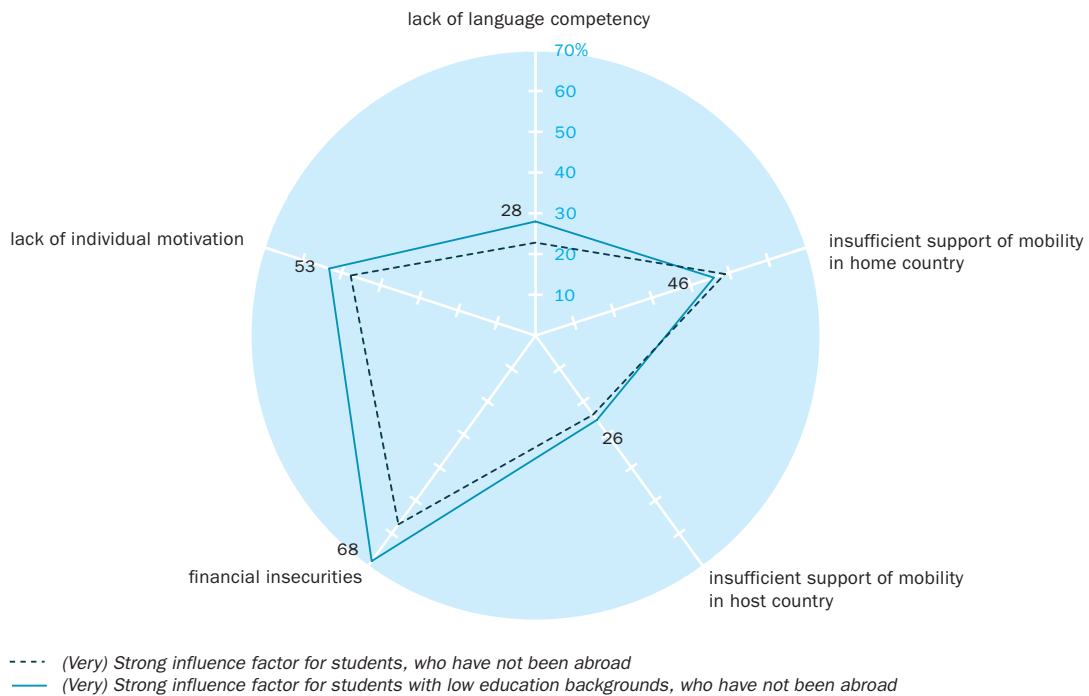 lack of language competency
70%
60
50
40
30
28
20
10
lack of individual motivation
53
insufficient support of mobility
in home country
46
26
68
financial insecurities
insufficient support of mobility
in host country
(Very) Strong influence factor for students, who have not been abroad
(Very) Strong influence factor for students with low education backgrounds, who have not been abroad